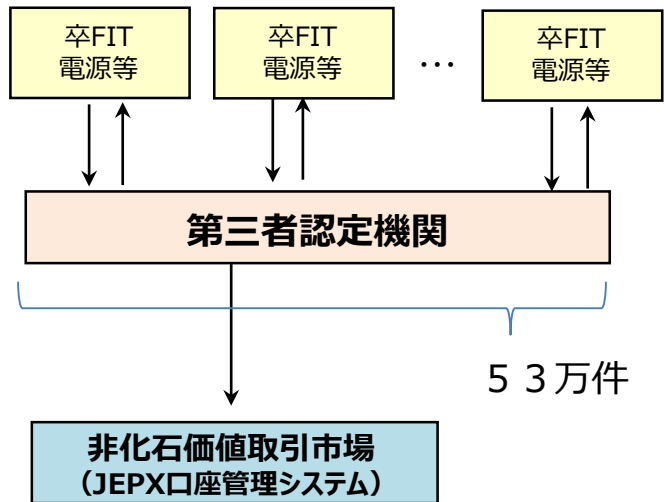 卒FIT
電源等
卒FIT
電源等
…
卒FIT
電源等
第三者認定機関
５３万件
非化石価値取引市場
（JEPX口座管理システム）